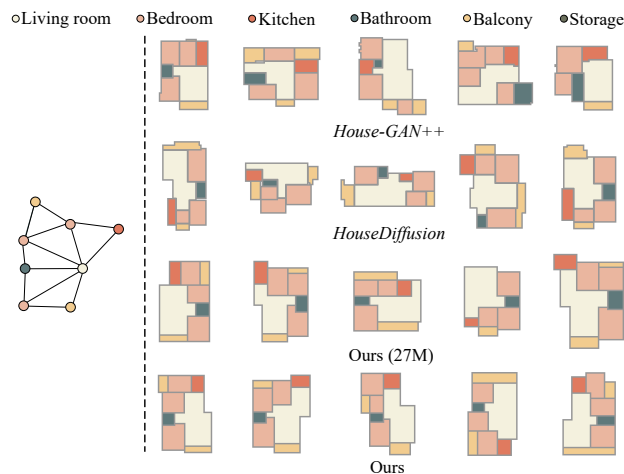 Living room Bedroom Kitchen Bathroom Balcony Storage
House-GAN++
HouseDiffusion
Ours (27M)
Ours